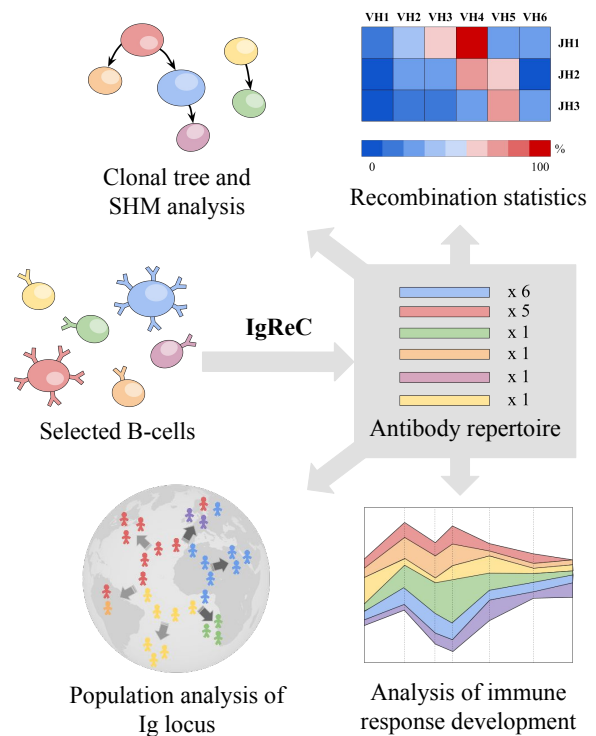 VH1 VH2 VH3 VH4 VH5 VH6
JH1
JH2
JH3
%
0 100
Clonal tree and
SHM analysis
Recombination statistics
IgReC
x 6
x 5
x 1
x 1
x 1
x 1
Selected B-cells
Antibody repertoire
Population analysis of
Ig locus
Analysis of immune
response development